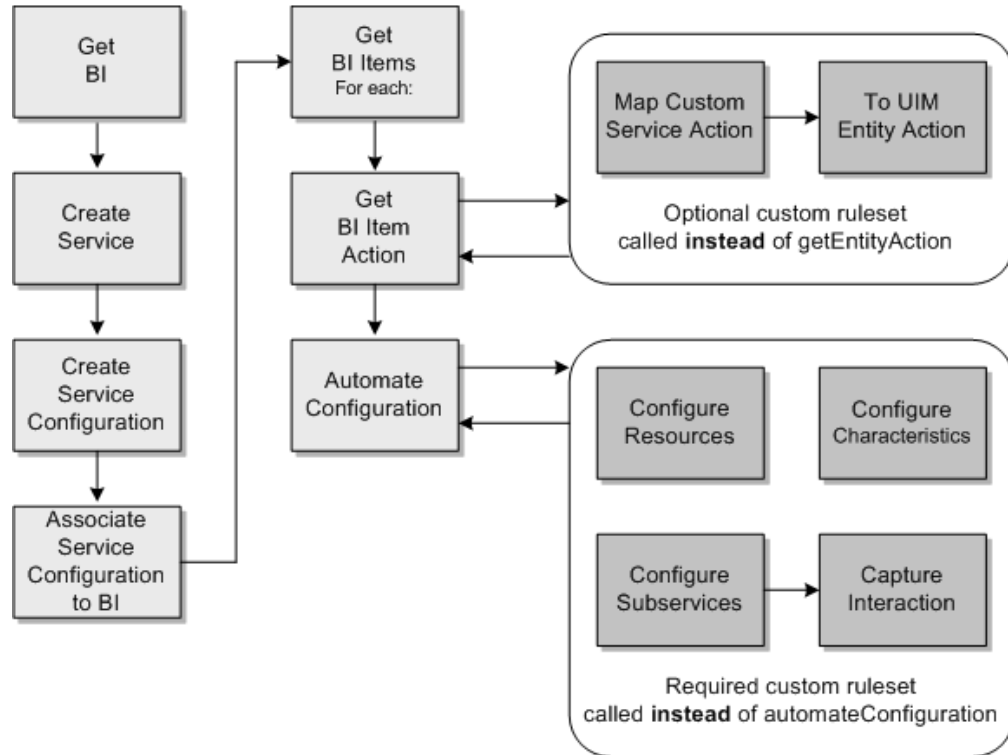 Get
BI
Create
Service
Create
Service
Configuration
Associate
Service
Configuration
to BI
Get
BI Items
For each:
Get
BI Item
Action
Automate
Configuration
Map Custom
Service Action
To UIM
Entity Action
Optional custom ruleset
called instead of getEntityAction
Configure
Resources
Configure
Characteristics
Configure
Subservices
Capture
Interaction
Required custom ruleset
called instead of automateConfiguration